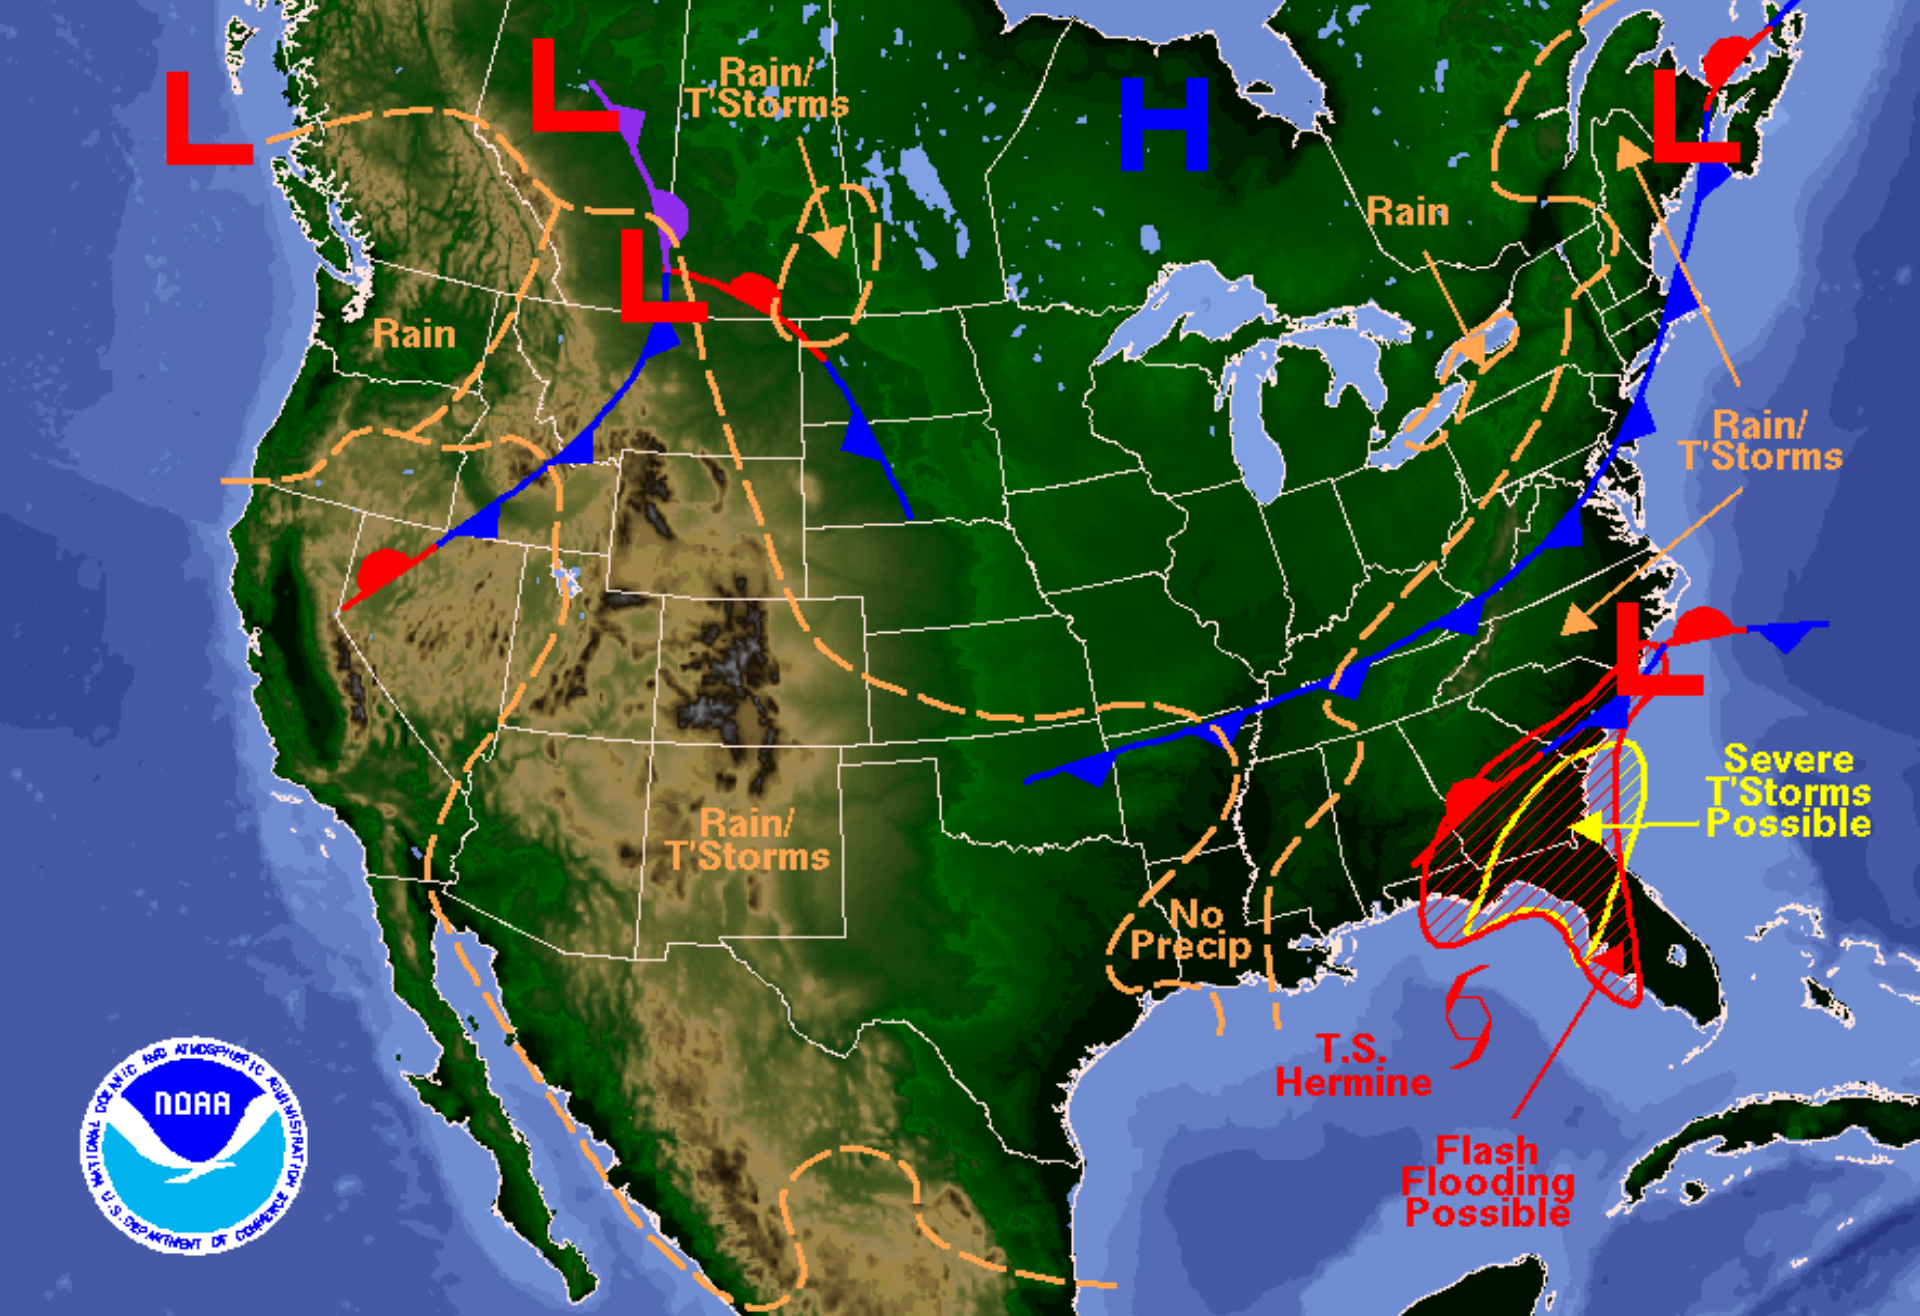 L
L
Rain/
T'Storms
H
L
Rain
L
Rain
Rain/
T'Storms
L
Severe
T'Storms
Possible
Rain/
T'Storms
No
Precip
T.S.
Hermine
Flash
Flooding
Possible
NATIONAL OCEANIC AND ATMOSPHERIC ADMINISTRATION
NOAA
U.S. DEPARTMENT OF COMMERCE